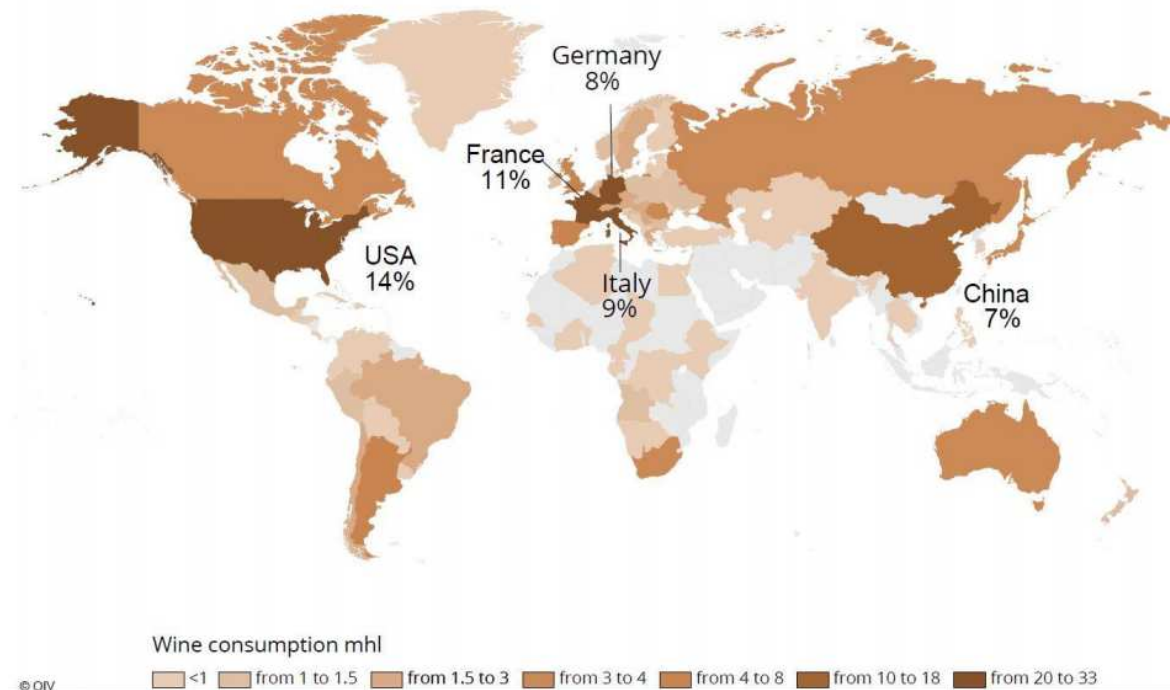 Germany
8%
France
11%
USA
14%
Italy
9%
China
7%
Wine consumption mhl
<1 from 1 to 1.5 from 1.5 to 3 from 3 to 4 from 4 to 8 from 10 to 18 from 20 to 33
© OIV